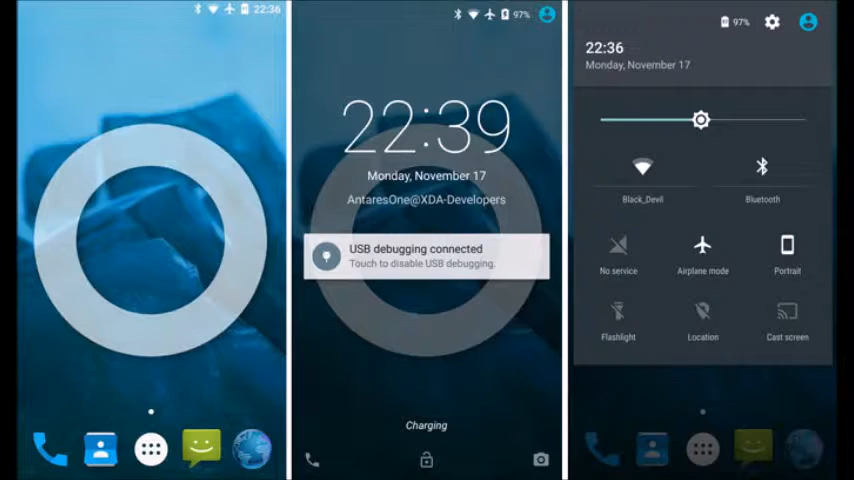 22:36
97%
22:39
Monday, November 17
AntaresOne@XDA-Developers
USB debugging connected
Touch to disable USB debugging.
Charging
97%
22:36
Monday, November 17
Black_Devil
Bluetooth
No service
Airplane mode
Portrait
Flashlight
Location
Cast screen